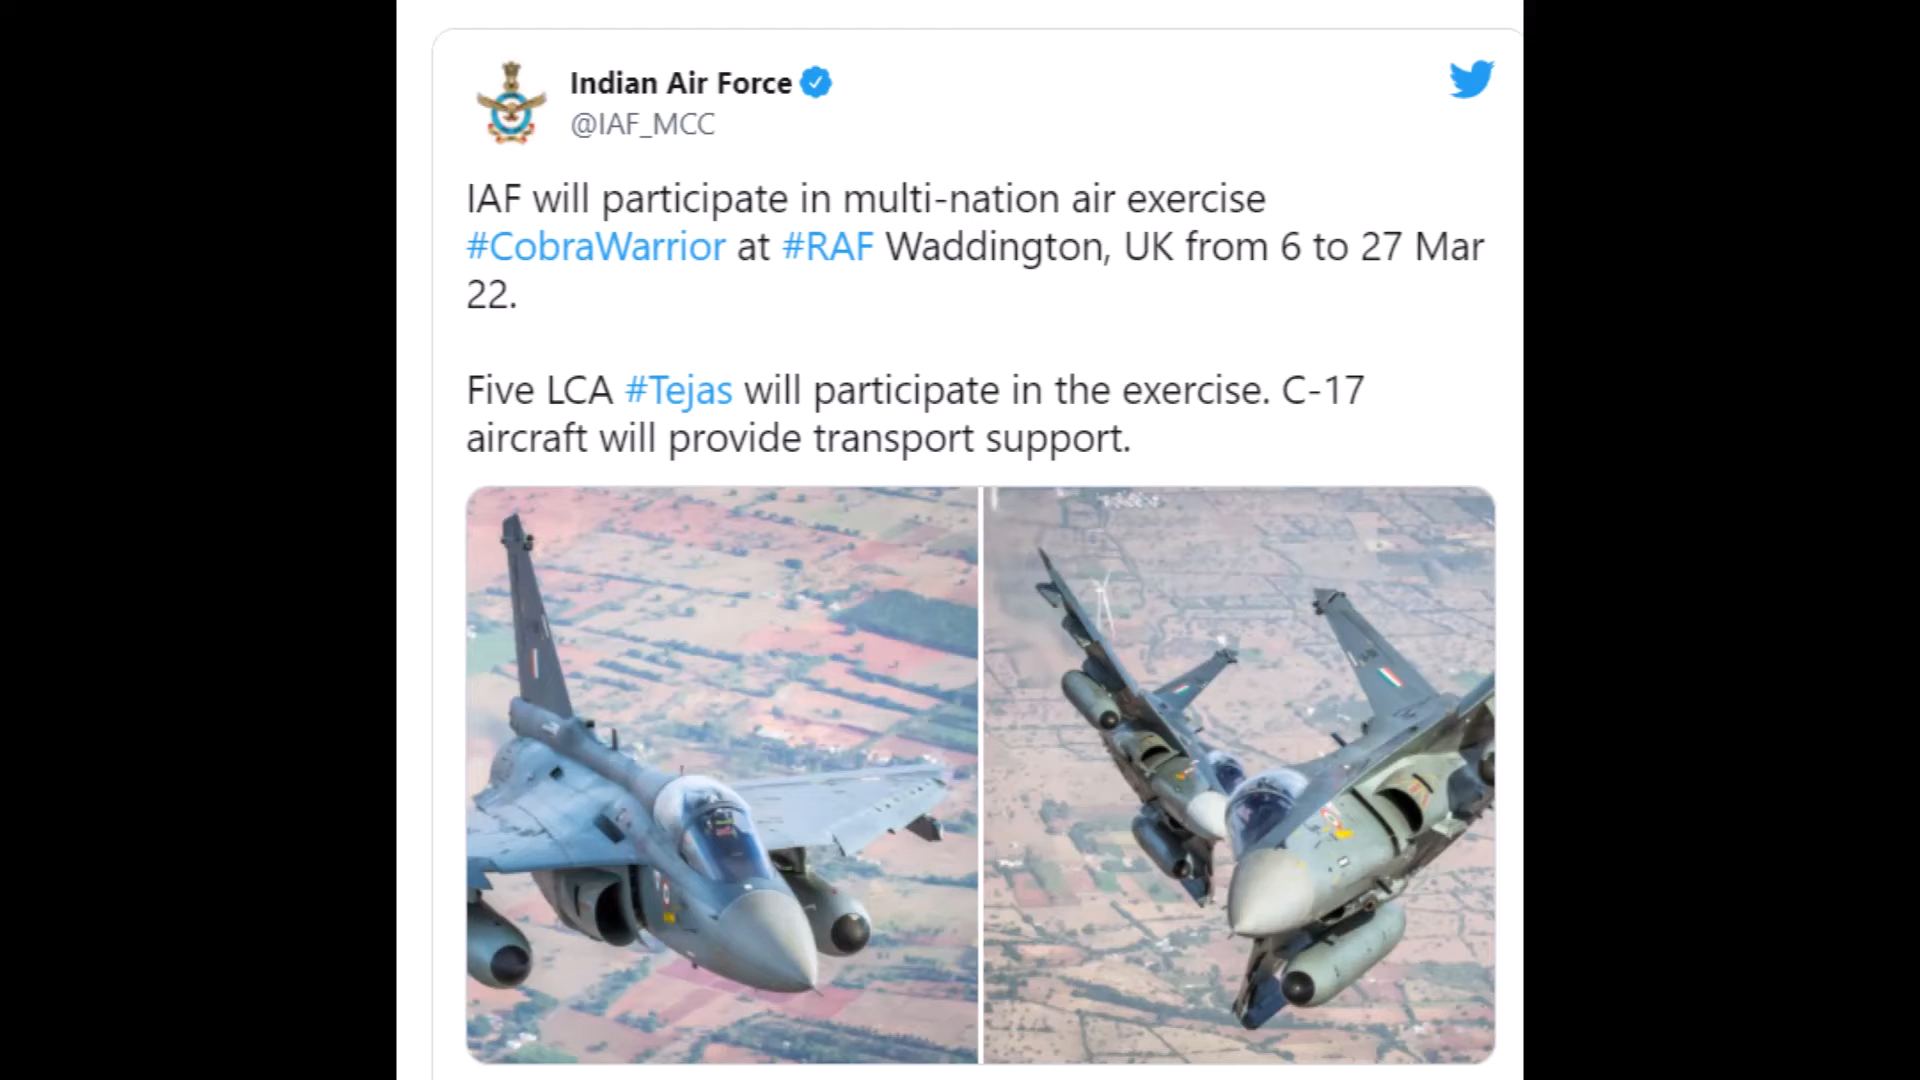 Indian Air Force
@IAF_MCC
IAF will participate in multi-nation air exercise
#CobraWarrior at #RAF Waddington, UK from 6 to 27 Mar
22.
Five LCA #Tejas will participate in the exercise. C-17
aircraft will provide transport support.